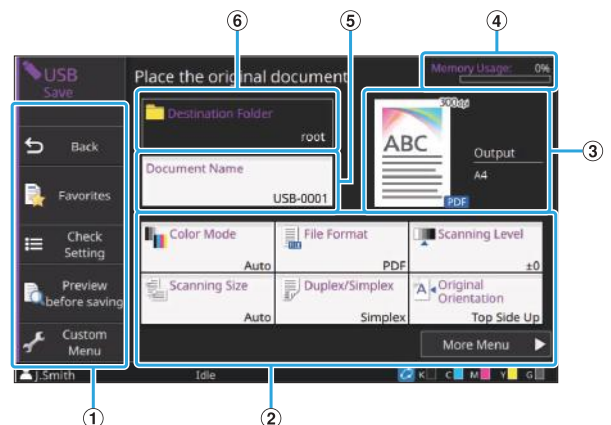 6
5
4
USB
Save
Place the original document
Memory Usage: 0%
Destination Folder
root
300dpi
ABC
PDF
Output
A4
3
Back
Document Name
USB-0001
Favorites
Check
Setting
Color Mode
Auto
File Format
PDF
Scanning Level
±0
Preview
before saving
Scanning Size
Auto
Duplex/Simplex
Simplex
A
Original
Orientation
Top Side Up
Custom
Menu
More Menu
J.Smith
Idle
K C M Y G
1
2